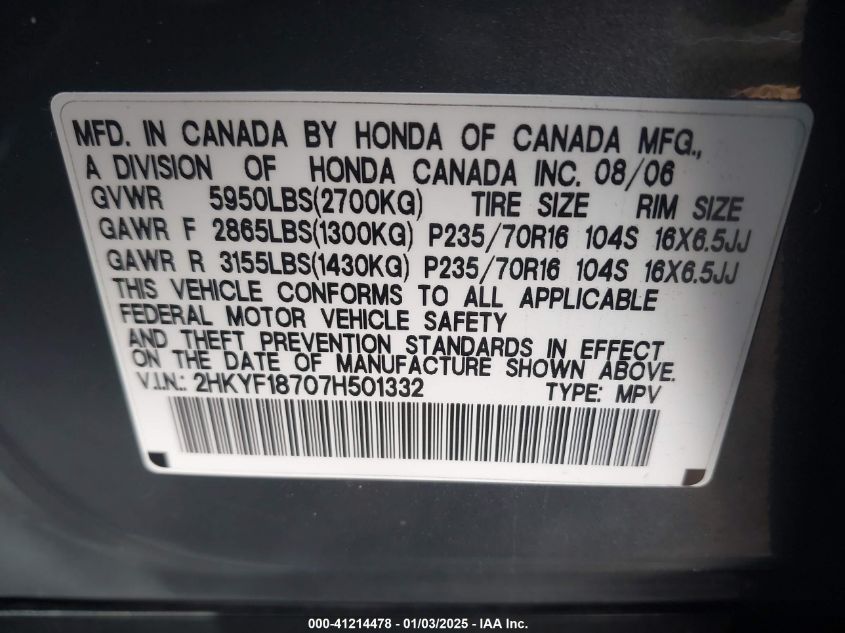 MFD. IN CANADA BY HONDA OF CANADA MFG.,
A DIVISION OF HONDA CANADA INC. 08/06
GVWR 5950LBS(2700KG) TIRE SIZE RIM SIZE
GAWR F 2865LBS(1300KG) P235/70R16 104S 16X6.5JJ
GAWR R 3155LBS(1430KG) P235/70R16 104S 16X6.5JJ
THIS VEHICLE CONFORMS TO ALL APPLICABLE
FEDERAL MOTOR VEHICLE SAFETY
AND THEFT PREVENTION STANDARDS IN EFFECT
ON THE DATE OF MANUFACTURE SHOWN ABOVE.
V.I.N.: 2HKYF18707H501332 TYPE: MPV
000-41214478 - 01/03/2025 - IAA Inc.